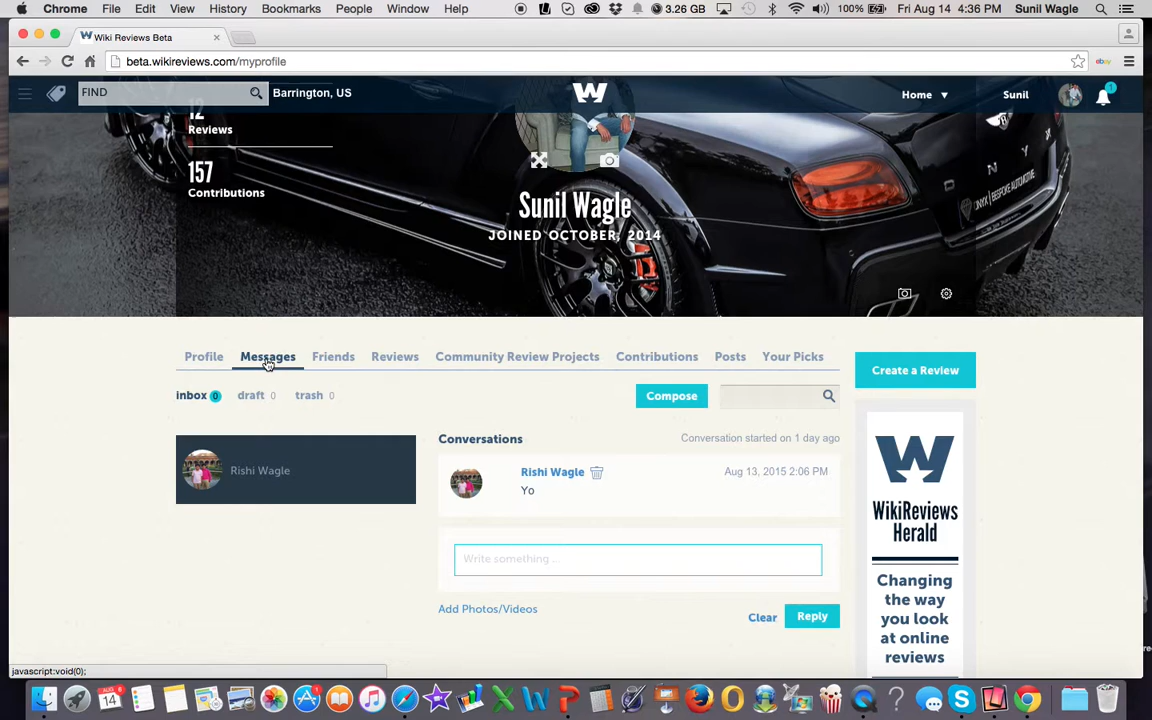 Chrome File Edit View History Bookmarks People Window Help 3.26 GB 100% Fri Aug 14 4:36 PM Sunil Wagle
Wiki Reviews Beta
beta.wikireviews.com/myprofile
ebay
FIND Barrington, US W Home Sunil 1
12
Reviews
157
Contributions
Sunil Wagle
JOINED OCTOBER, 2014
ONYX | BESPOKE AUTOMOTIVE
Profile Messages Friends Reviews Community Review Projects Contributions Posts Your Picks
Create a Review
inbox 0 draft 0 trash 0 Compose
Conversations Conversation started on 1 day ago
Rishi Wagle
Rishi Wagle Aug 13, 2015 2:06 PM
Yo
Write something ...
Add Photos/Videos
Clear Reply
W
WikiReviews
Herald
Changing
the way
you look
at online
reviews
javascript:void(0);